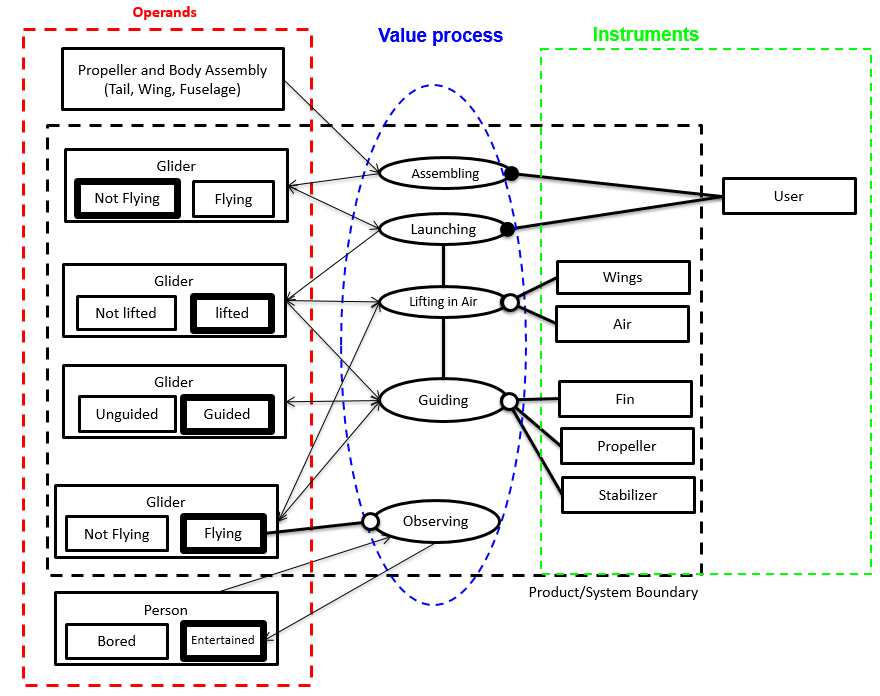 Operands
Value process
Instruments
Propeller and Body Assembly
(Tail, Wing, Fuselage)
Glider
Not Flying
Flying
Assembling
User
Launching
Glider
Not lifted
lifted
Lifting in Air
Wings
Air
Glider
Unguided
Guided
Guiding
Fin
Propeller
Stabilizer
Glider
Not Flying
Flying
Observing
Product/System Boundary
Person
Bored
Entertained